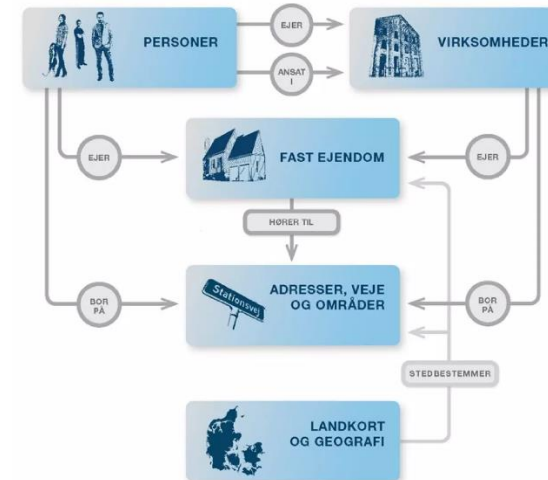 PERSONER
EJER
VIRKSOMHEDER
ANSAT
I
EJER
FAST EJENDOM
EJER
HØRER TIL
Stationsvej
ADRESSER, VEJE
OG OMRÅDER
BOR
PÅ
BOR
PÅ
STEDBESTEMMER
LANDKORT
OG GEOGRAFI